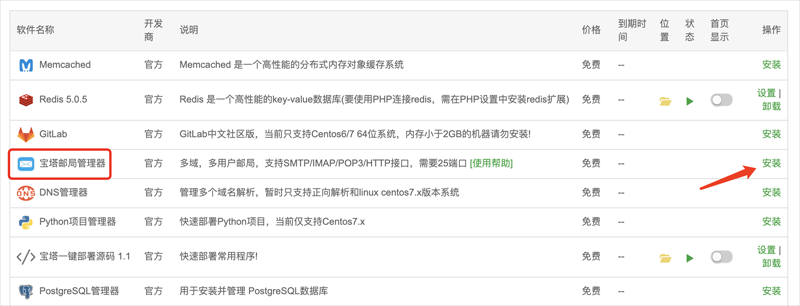 软件名称 开发商 说明 价格 到期时间 位置 状态 首页显示 操作
Memcached 官方 Memcached 是一个高性能的分布式内存对象缓存系统 免费 -- 安装
Redis 5.0.5 官方 Redis 是一个高性能的key-value数据库(要使用PHP连接redis，需在PHP设置中安装redis扩展) 免费 -- 设置 | 卸载
GitLab 官方 GitLab中文社区版，当前只支持Centos6/7 64位系统，内存小于2GB的机器请勿安装! 免费 -- 安装
宝塔邮局管理器 官方 多域，多用户邮局，支持SMTP/IMAP/POP3/HTTP接口，需要25端口 [使用帮助] 免费 -- 安装
DNS管理器 官方 管理多个域名解析，暂时只支持正向解析和linux centos7.x版本系统 免费 -- 安装
Python项目管理器 官方 快速部署Python项目，当前仅支持Centos7.x 免费 -- 安装
宝塔一键部署源码 1.1 官方 快速部署常用程序! 免费 -- 设置 | 卸载
PostgreSQL管理器 官方 用于安装并管理 PostgreSQL数据库 免费 -- 安装